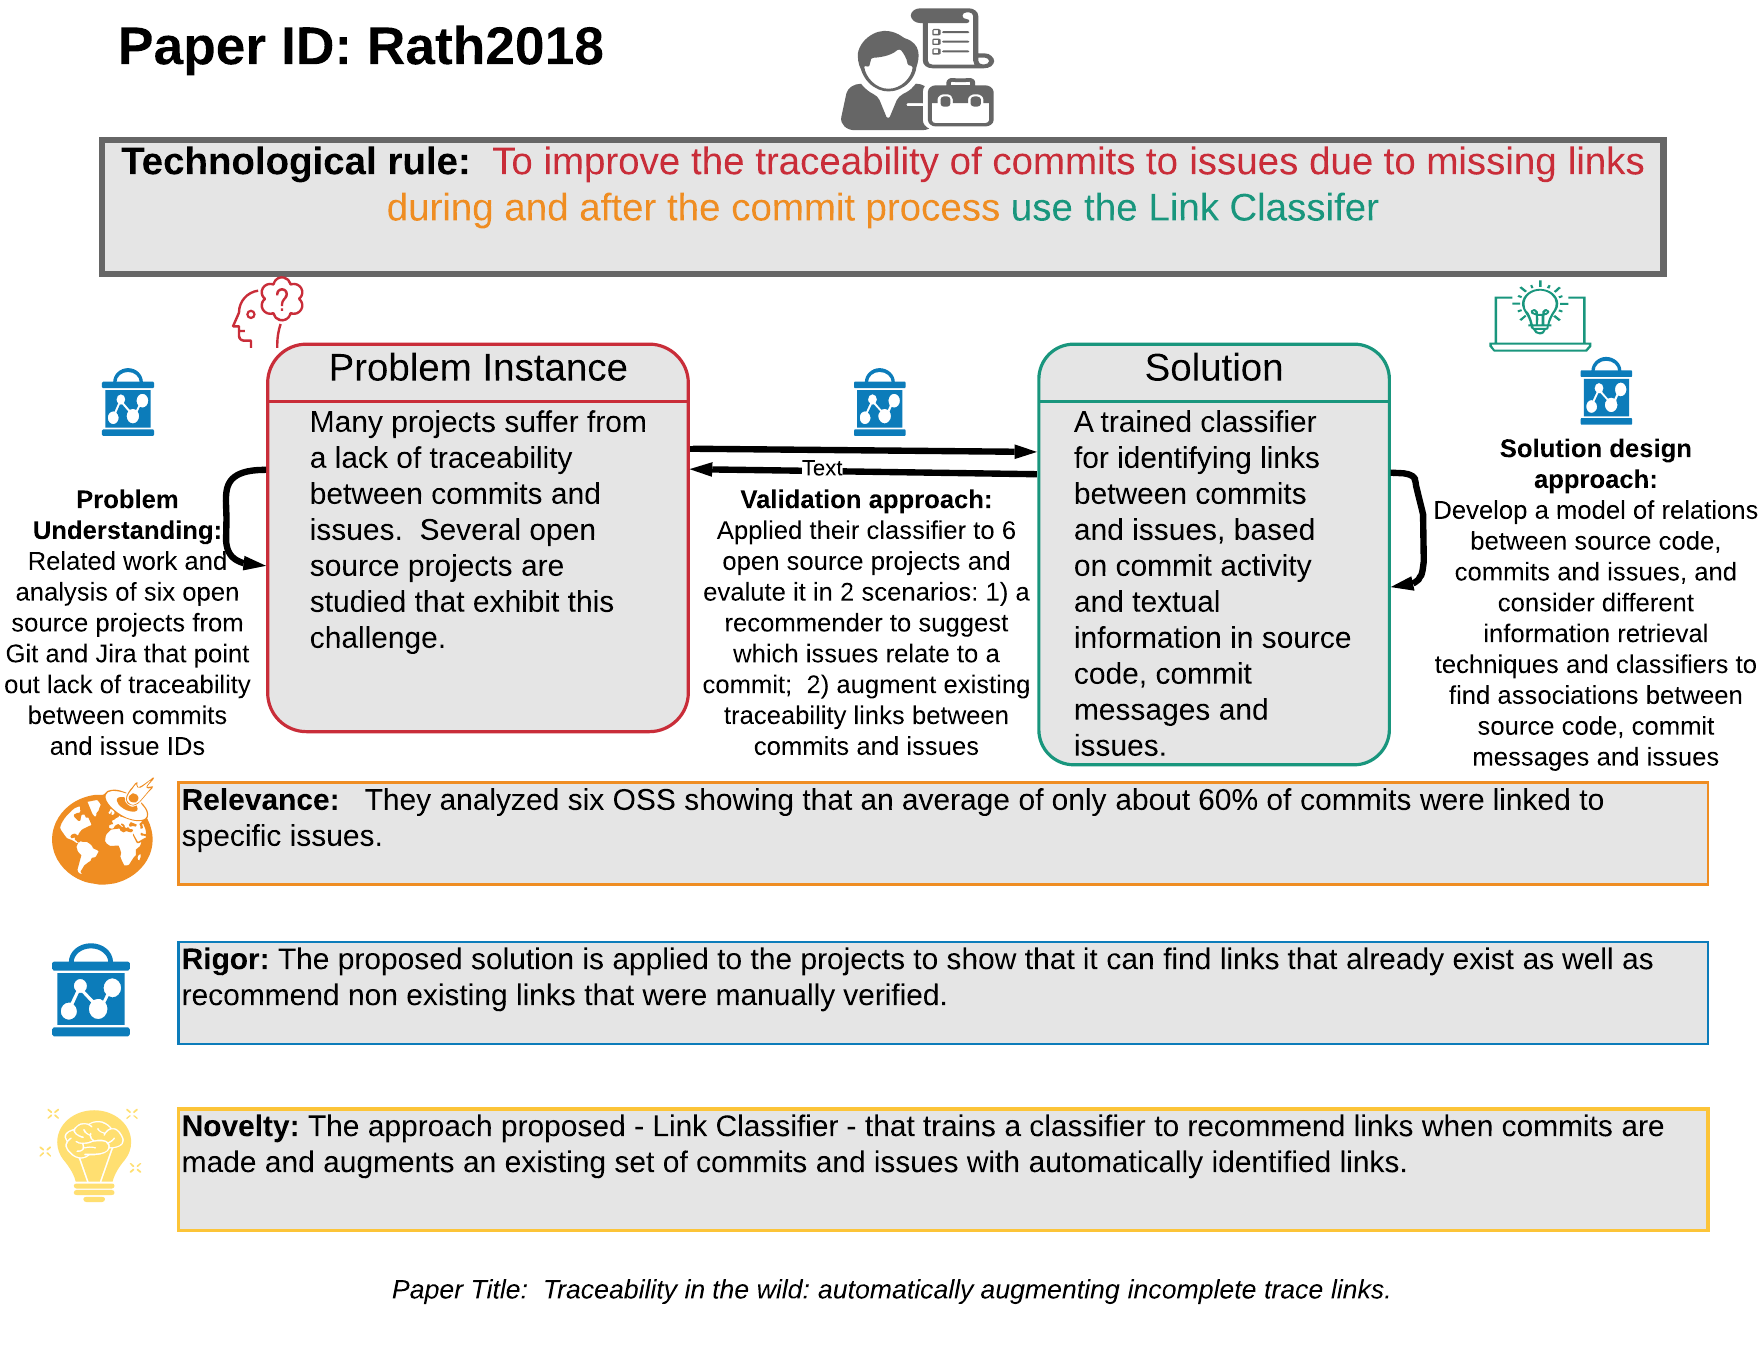 Paper ID: Rath2018
Technological rule:  To improve the traceability of commits to issues due to missing links
during and after the commit process use the Link Classifer
Problem Instance
Many projects suffer from
a lack of traceability
between commits and
issues.  Several open
source projects are
studied that exhibit this
challenge.
Solution
A trained classifier
for identifying links
between commits
and issues, based
on commit activity
and textual
information in source
code, commit
messages and
issues.
Problem
Understanding:
Related work and
analysis of six open
source projects from
Git and Jira that point
out lack of traceability
between commits
and issue IDs
Text
Validation approach:
Applied their classifier to 6
open source projects and
evalute it in 2 scenarios: 1) a
recommender to suggest
which issues relate to a
commit;  2) augment existing
traceability links between
commits and issues
Solution design
approach:
Develop a model of relations
between source code,
commits and issues, and
consider different
information retrieval
techniques and classifiers to
find associations between
source code, commit
messages and issues
Relevance:   They analyzed six OSS showing that an average of only about 60% of commits were linked to
specific issues.
Rigor: The proposed solution is applied to the projects to show that it can find links that already exist as well as
recommend non existing links that were manually verified.
Novelty: The approach proposed - Link Classifier - that trains a classifier to recommend links when commits are
made and augments an existing set of commits and issues with automatically identified links.
Paper Title:  Traceability in the wild: automatically augmenting incomplete trace links.